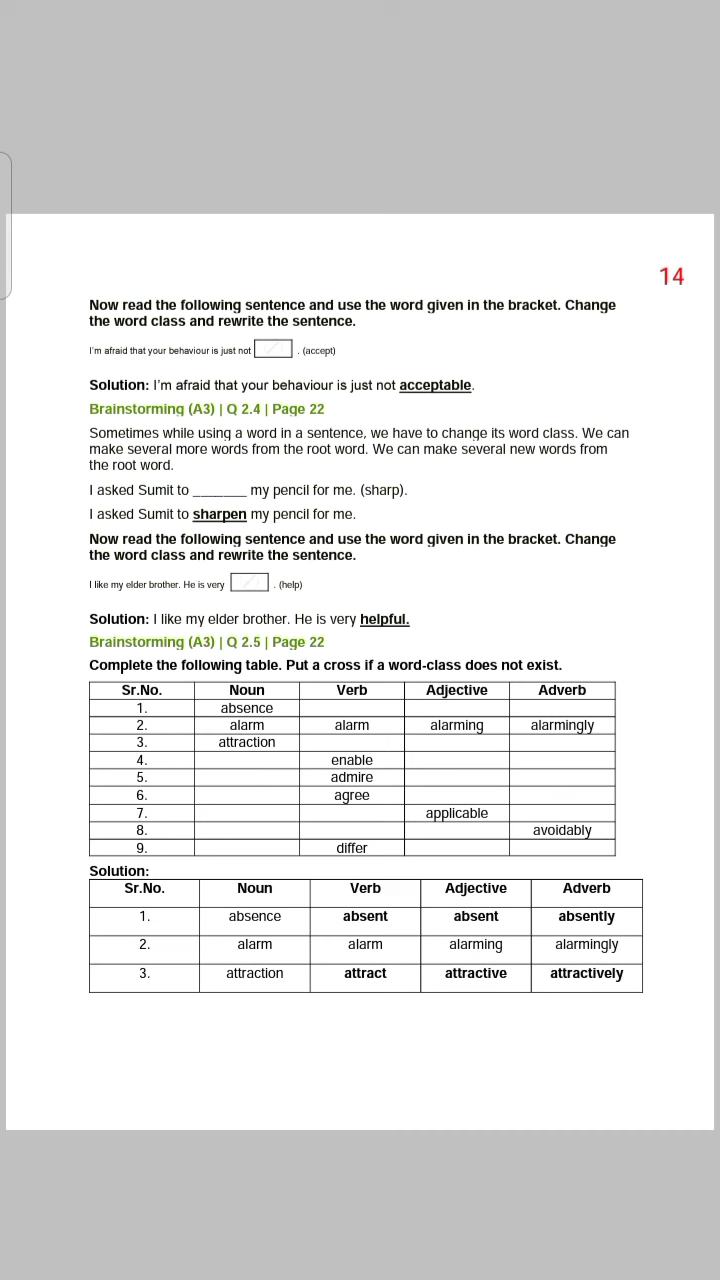 14
Now read the following sentence and use the word given in the bracket. Change
the word class and rewrite the sentence.
I'm afraid that your behaviour is just not . (accept)
Solution: I'm afraid that your behaviour is just not acceptable.
Brainstorming (A3) | Q 2.4 | Page 22
Sometimes while using a word in a sentence, we have to change its word class. We can
make several more words from the root word. We can make several new words from
the root word.
I asked Sumit to _______ my pencil for me. (sharp).
I asked Sumit to sharpen my pencil for me.
Now read the following sentence and use the word given in the bracket. Change
the word class and rewrite the sentence.
I like my elder brother. He is very . (help)
Solution: I like my elder brother. He is very helpful.
Brainstorming (A3) | Q 2.5 | Page 22
Complete the following table. Put a cross if a word-class does not exist.
Sr.No. Noun Verb Adjective Adverb
1. absence
2. alarm alarm alarming alarmingly
3. attraction
4. enable
5. admire
6. agree
7. applicable
8. avoidably
9. differ
Solution:
Sr.No. Noun Verb Adjective Adverb
1. absence absent absent absently
2. alarm alarm alarming alarmingly
3. attraction attract attractive attractively